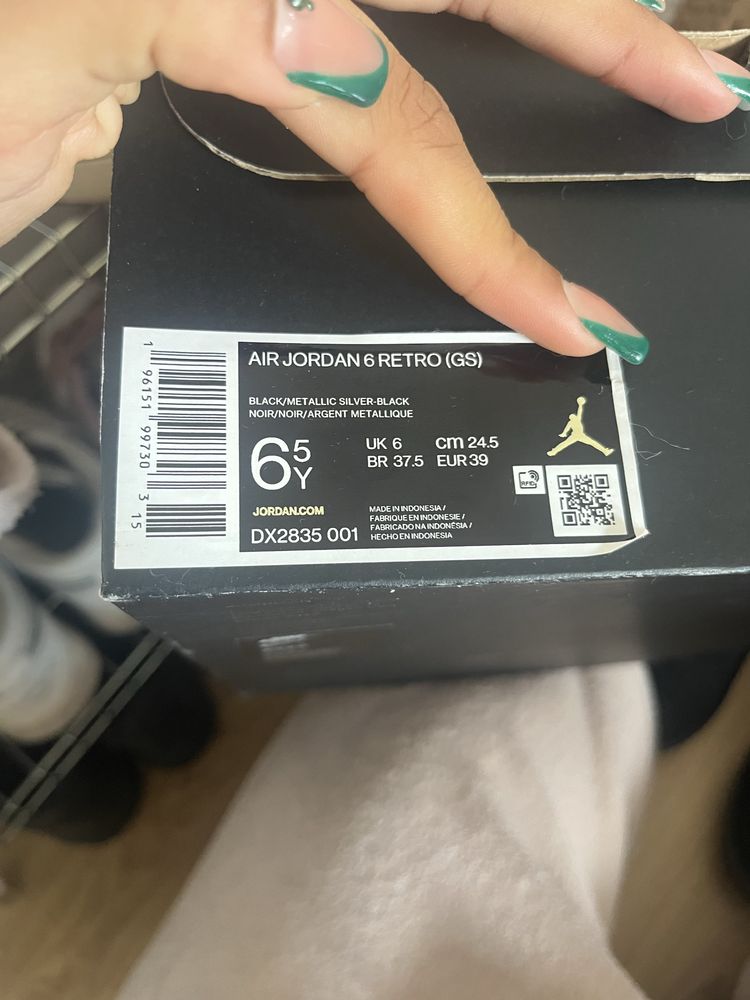 AIR JORDAN 6 RETRO (GS)
BLACK/METALLIC SILVER-BLACK
NOIR/NOIR/ARGENT METALLIQUE
6 5 Y
UK 6 cm 24.5
BR 37.5 EUR 39
JORDAN.COM
DX2835 001
MADE IN INDONESIA /
FABRIQUE EN INDONESIE /
FABRICADO NA INDONÉSIA /
HECHO EN INDONESIA
RFID
1 96151 99730 3 15